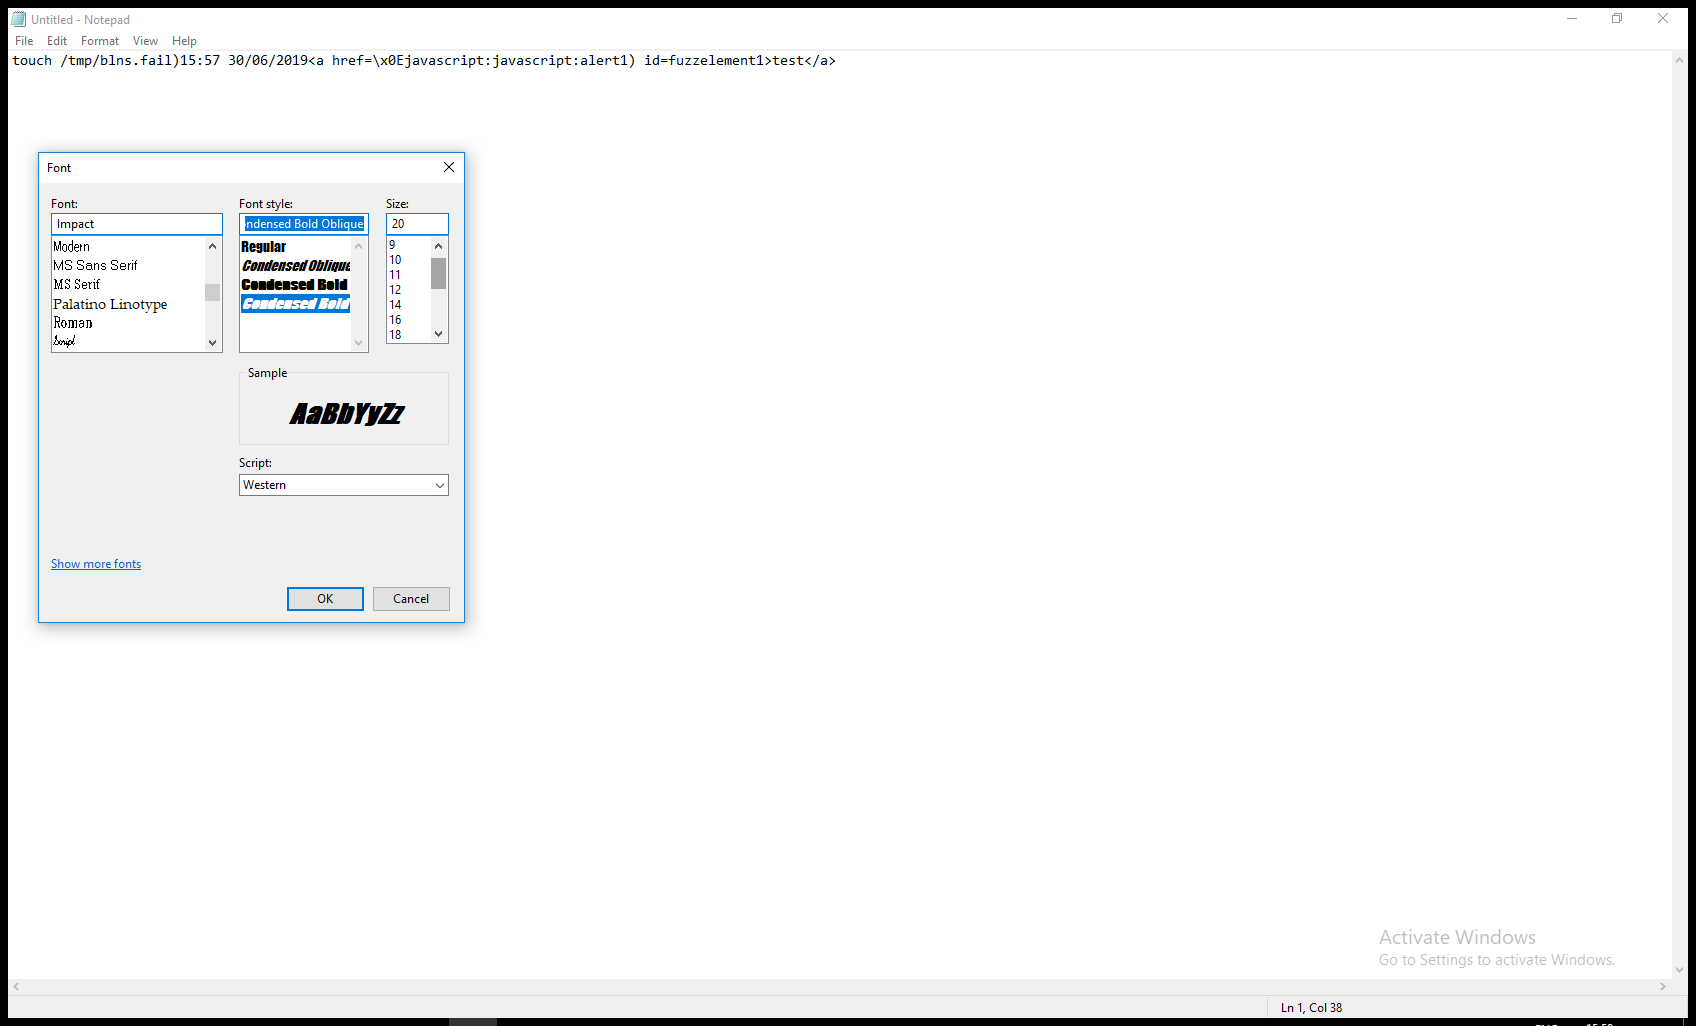 Untitled - Notepad
File Edit Format View Help
touch /tmp/blns.fail)15:57 30/06/2019<a href=\x0Ejavascript:javascript:alert1) id=fuzzelement1>test</a>
Font
Font: Font style: Size:
Impact ndensed Bold Oblique 20
Modern Regular 9
MS Sans Serif Condensed Oblique 10
MS Serif Condensed Bold 11
Palatino Linotype Condensed Bold 12
Roman 14
Script 16
18
Sample
AaBbYyZz
Script:
Western
Show more fonts
OK Cancel
Activate Windows
Go to Settings to activate Windows.
Ln 1, Col 38